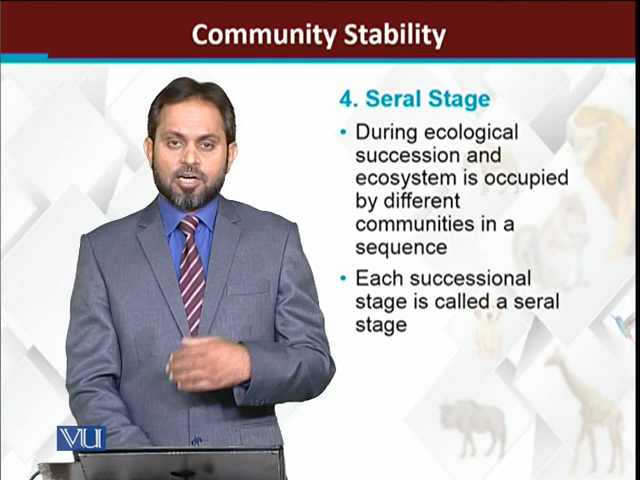 Community Stability
4. Seral Stage
• During ecological
succession and
ecosystem is occupied
by different
communities in a
sequence
• Each successional
stage is called a seral
stage
VU